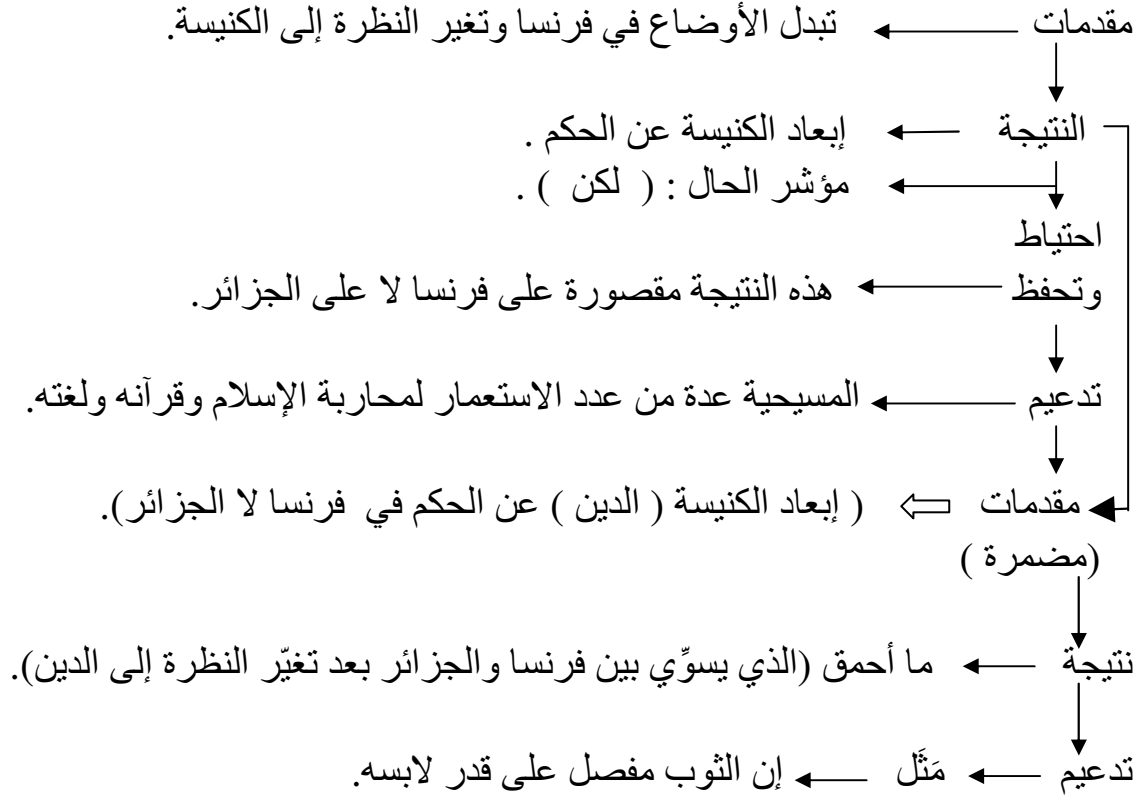 مقدمات تبدل الأوضاع في فرنسا وتغير النظرة إلى الكنيسة.
النتيجة إبعاد الكنيسة عن الحكم .
مؤشر الحال : ( لكن ) .
احتياط
وتحفظ هذه النتيجة مقصورة على فرنسا لا على الجزائر.
تدعيم المسيحية عدة من عدد الاستعمار لمحاربة الإسلام وقرآنه ولغته.
مقدمات ( إبعاد الكنيسة ( الدين ) عن الحكم في فرنسا لا الجزائر).
(مضمرة )
نتيجة ما أحمق (الذي يسوِّي بين فرنسا والجزائر بعد تغيّر النظرة إلى الدين).
تدعيم مَثَل إن الثوب مفصل على قدر لابسه.